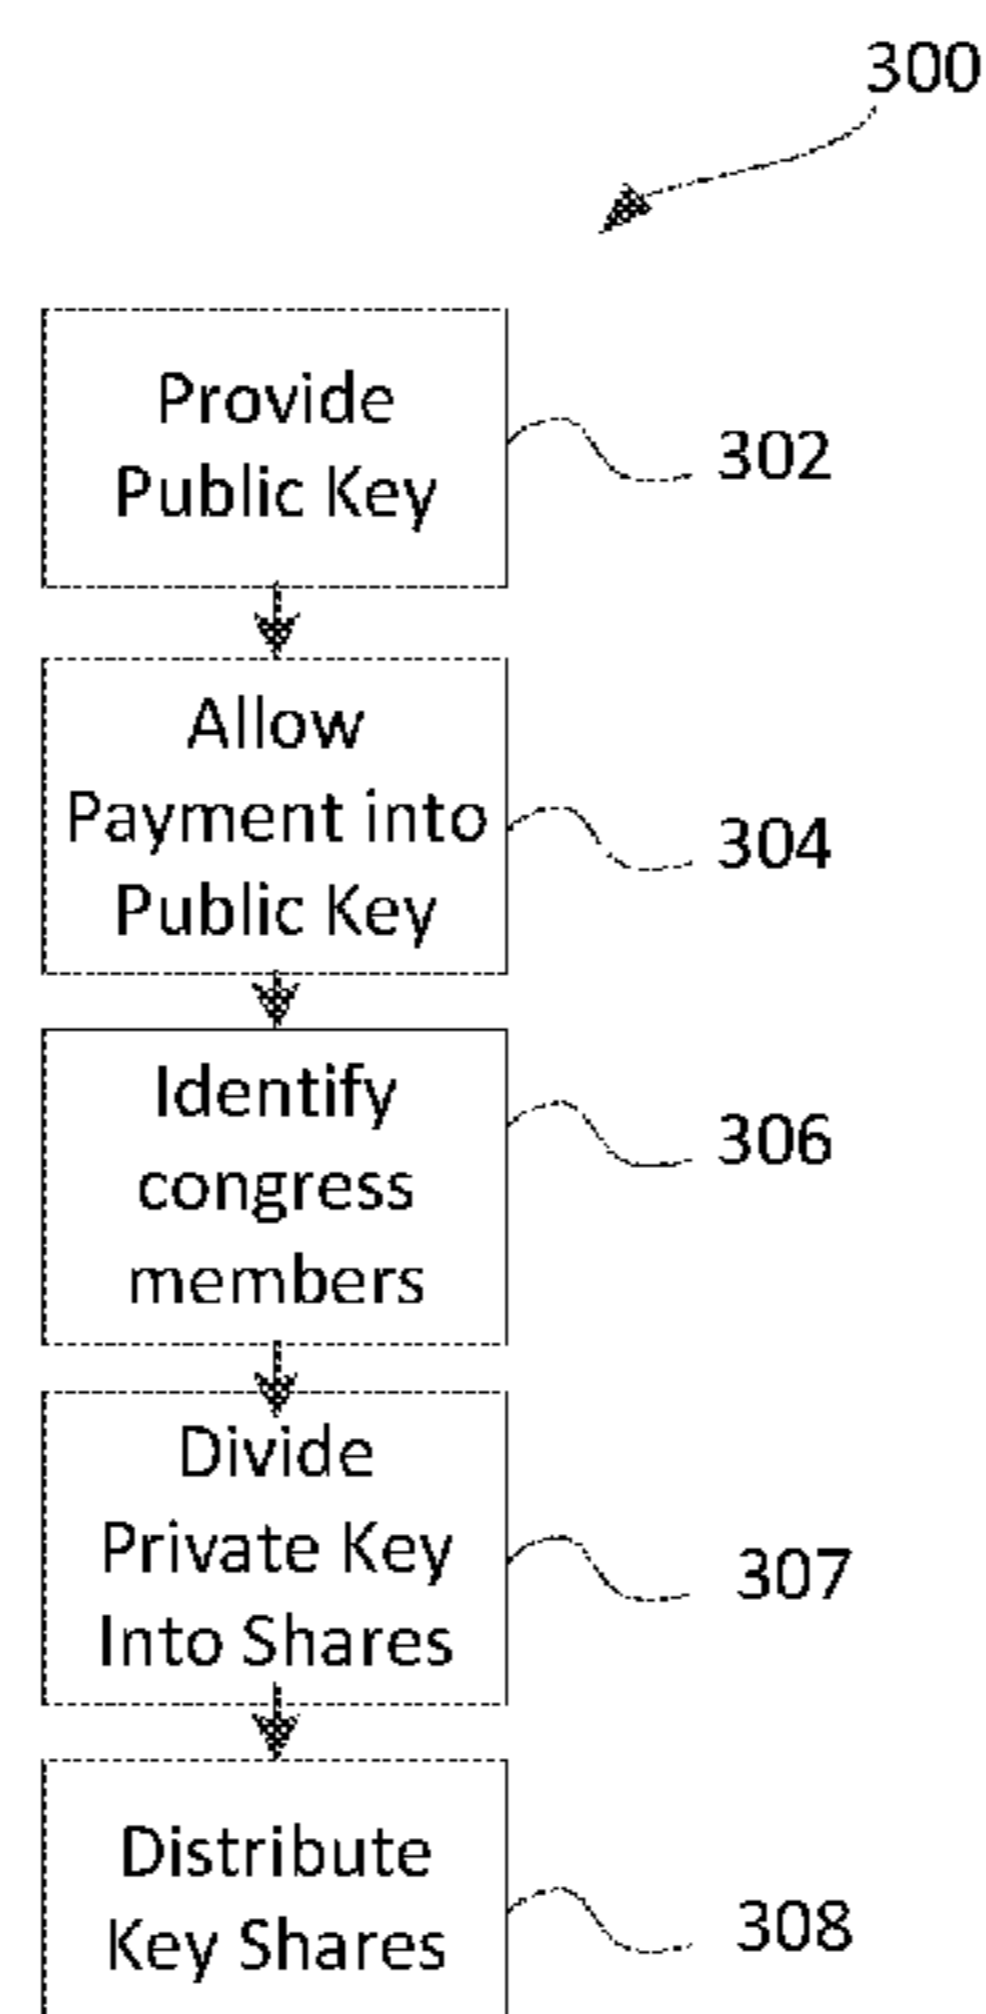 300
Provide
Public Key
302
Allow
Payment into
Public Key
304
Identify
congress
members
306
Divide
Private Key
Into Shares
307
Distribute
Key Shares
308